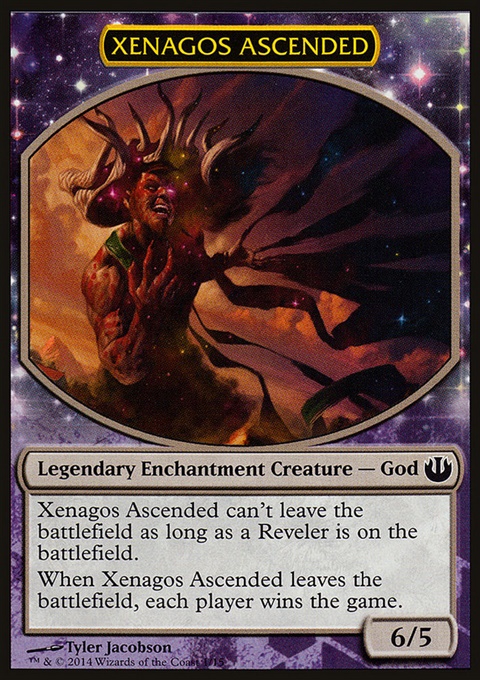 XENAGOS ASCENDED
Legendary Enchantment Creature — God
Xenagos Ascended can't leave the
battlefield as long as a Reveler is on the
battlefield.
When Xenagos Ascended leaves the
battlefield, each player wins the game.
6/5
Tyler Jacobson
™ & © 2014 Wizards of the Coast 1/15